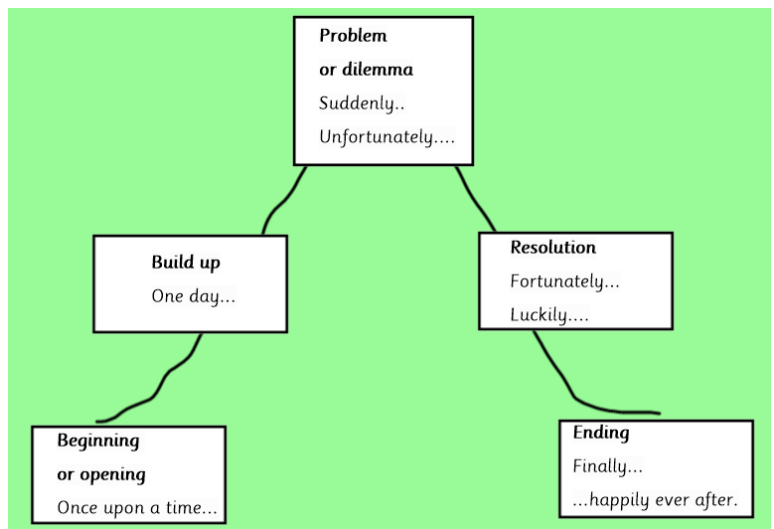 Problem
or dilemma
Suddenly..
Unfortunately....
Build up
One day...
Resolution
Fortunately...
Luckily....
Beginning
or opening
Once upon a time...
Ending
Finally...
...happily ever after.